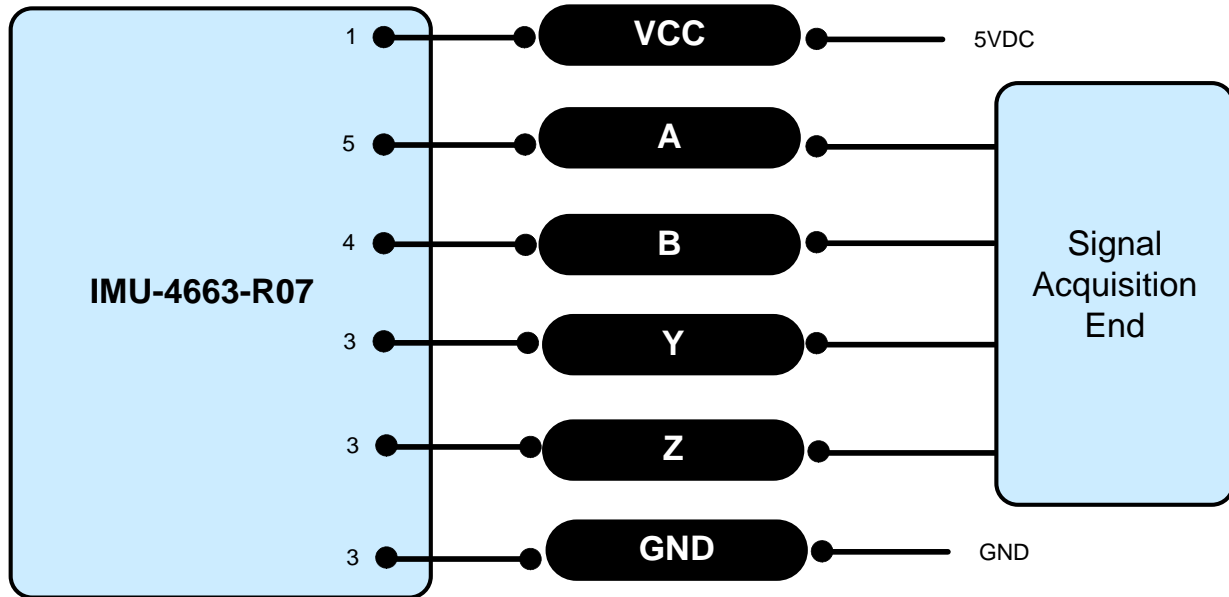 1 VCC 5VDC
5 A
4 B
IMU-4663-R07
3 Y
3 Z
3 GND GND
Signal
Acquisition
End